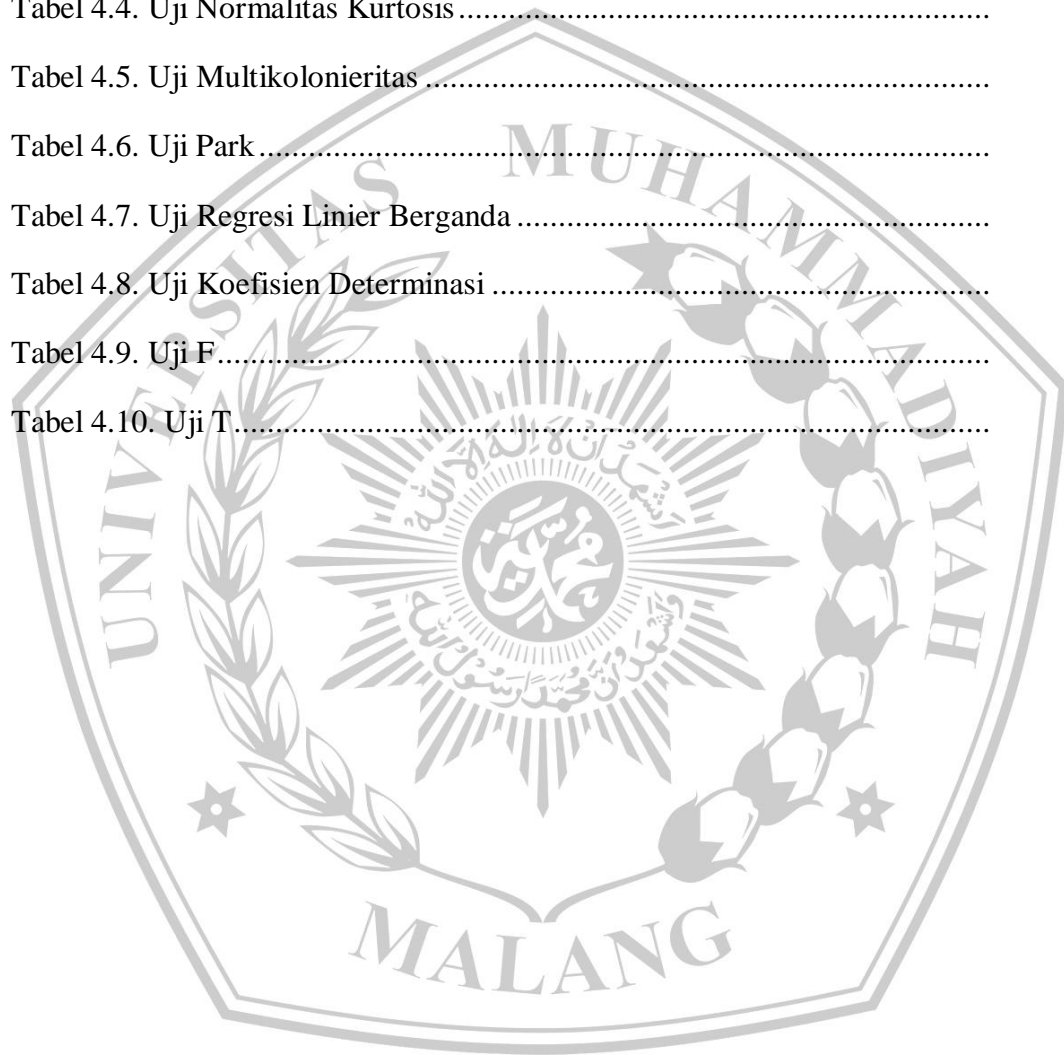 Tabel 4.4. Uji Normalitas Kurtosis.................................................................
Tabel 4.5. Uji Multikolonieritas.....................................................................
Tabel 4.6. Uji Park.........................................................................................
Tabel 4.7. Uji Regresi Linier Berganda..........................................................
Tabel 4.8. Uji Koefisien Determinasi.............................................................
Tabel 4.9. Uji F..............................................................................................
Tabel 4.10. Uji T............................................................................................
UNIVERSITAS MUHAMMADIYAH
MALANG